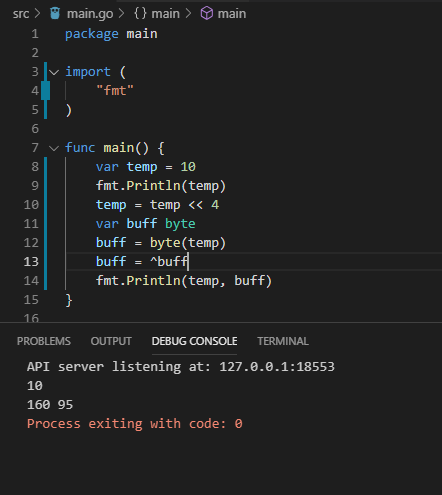 src > main.go > {} main > main
1 package main
2
3 import (
4     "fmt"
5 )
6
7 func main() {
8     var temp = 10
9     fmt.Println(temp)
10     temp = temp << 4
11     var buff byte
12     buff = byte(temp)
13     buff = ^buff
14     fmt.Println(temp, buff)
15 }
16
PROBLEMS OUTPUT DEBUG CONSOLE TERMINAL
API server listening at: 127.0.0.1:18553
10
160 95
Process exiting with code: 0